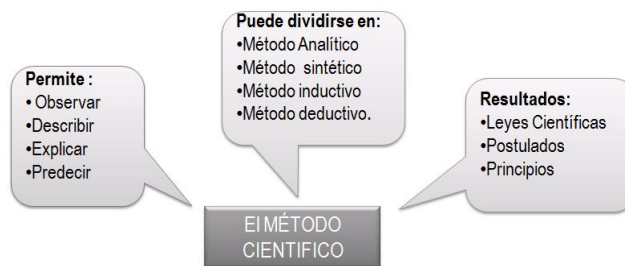 Permite :
• Observar
•Describir
•Explicar
•Predecir
Puede dividirse en:
•Método Analítico
•Método sintético
•Método inductivo
•Método deductivo.
Resultados:
•Leyes Científicas
•Postulados
•Principios
El MÉTODO
CIENTIFICO